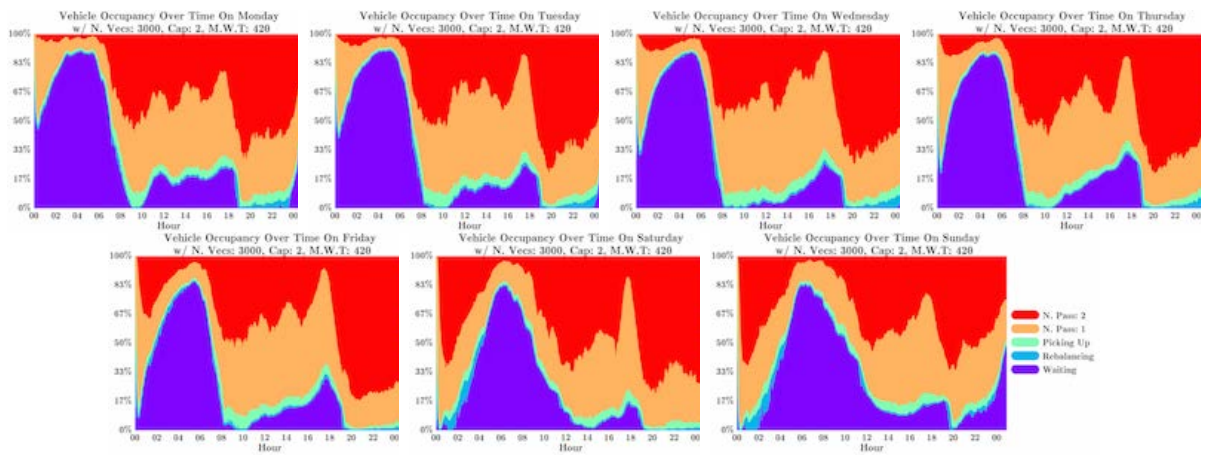 Vehicle Occupancy Over Time On Monday
w/ N. Vecs: 3000, Cap: 2, M.W.T: 420
100%
83%
67%
50%
33%
17%
0%
00 02 04 06 08 10 12 14 16 18 20 22 00
Hour
Vehicle Occupancy Over Time On Tuesday
w/ N. Vecs: 3000, Cap: 2, M.W.T: 420
100%
83%
67%
50%
33%
17%
0%
00 02 04 06 08 10 12 14 16 18 20 22 00
Hour
Vehicle Occupancy Over Time On Wednesday
w/ N. Vecs: 3000, Cap: 2, M.W.T: 420
100%
83%
67%
50%
33%
17%
0%
00 02 04 06 08 10 12 14 16 18 20 22 00
Hour
Vehicle Occupancy Over Time On Thursday
w/ N. Vecs: 3000, Cap: 2, M.W.T: 420
100%
83%
67%
50%
33%
17%
0%
00 02 04 06 08 10 12 14 16 18 20 22 00
Hour
Vehicle Occupancy Over Time On Friday
w/ N. Vecs: 3000, Cap: 2, M.W.T: 420
100%
83%
67%
50%
33%
17%
0%
00 02 04 06 08 10 12 14 16 18 20 22 00
Hour
Vehicle Occupancy Over Time On Saturday
w/ N. Vecs: 3000, Cap: 2, M.W.T: 420
100%
83%
67%
50%
33%
17%
0%
00 02 04 06 08 10 12 14 16 18 20 22 00
Hour
Vehicle Occupancy Over Time On Sunday
w/ N. Vecs: 3000, Cap: 2, M.W.T: 420
100%
83%
67%
50%
33%
17%
0%
00 02 04 06 08 10 12 14 16 18 20 22 00
Hour
N. Pass: 2
N. Pass: 1
Picking Up
Rebalancing
Waiting